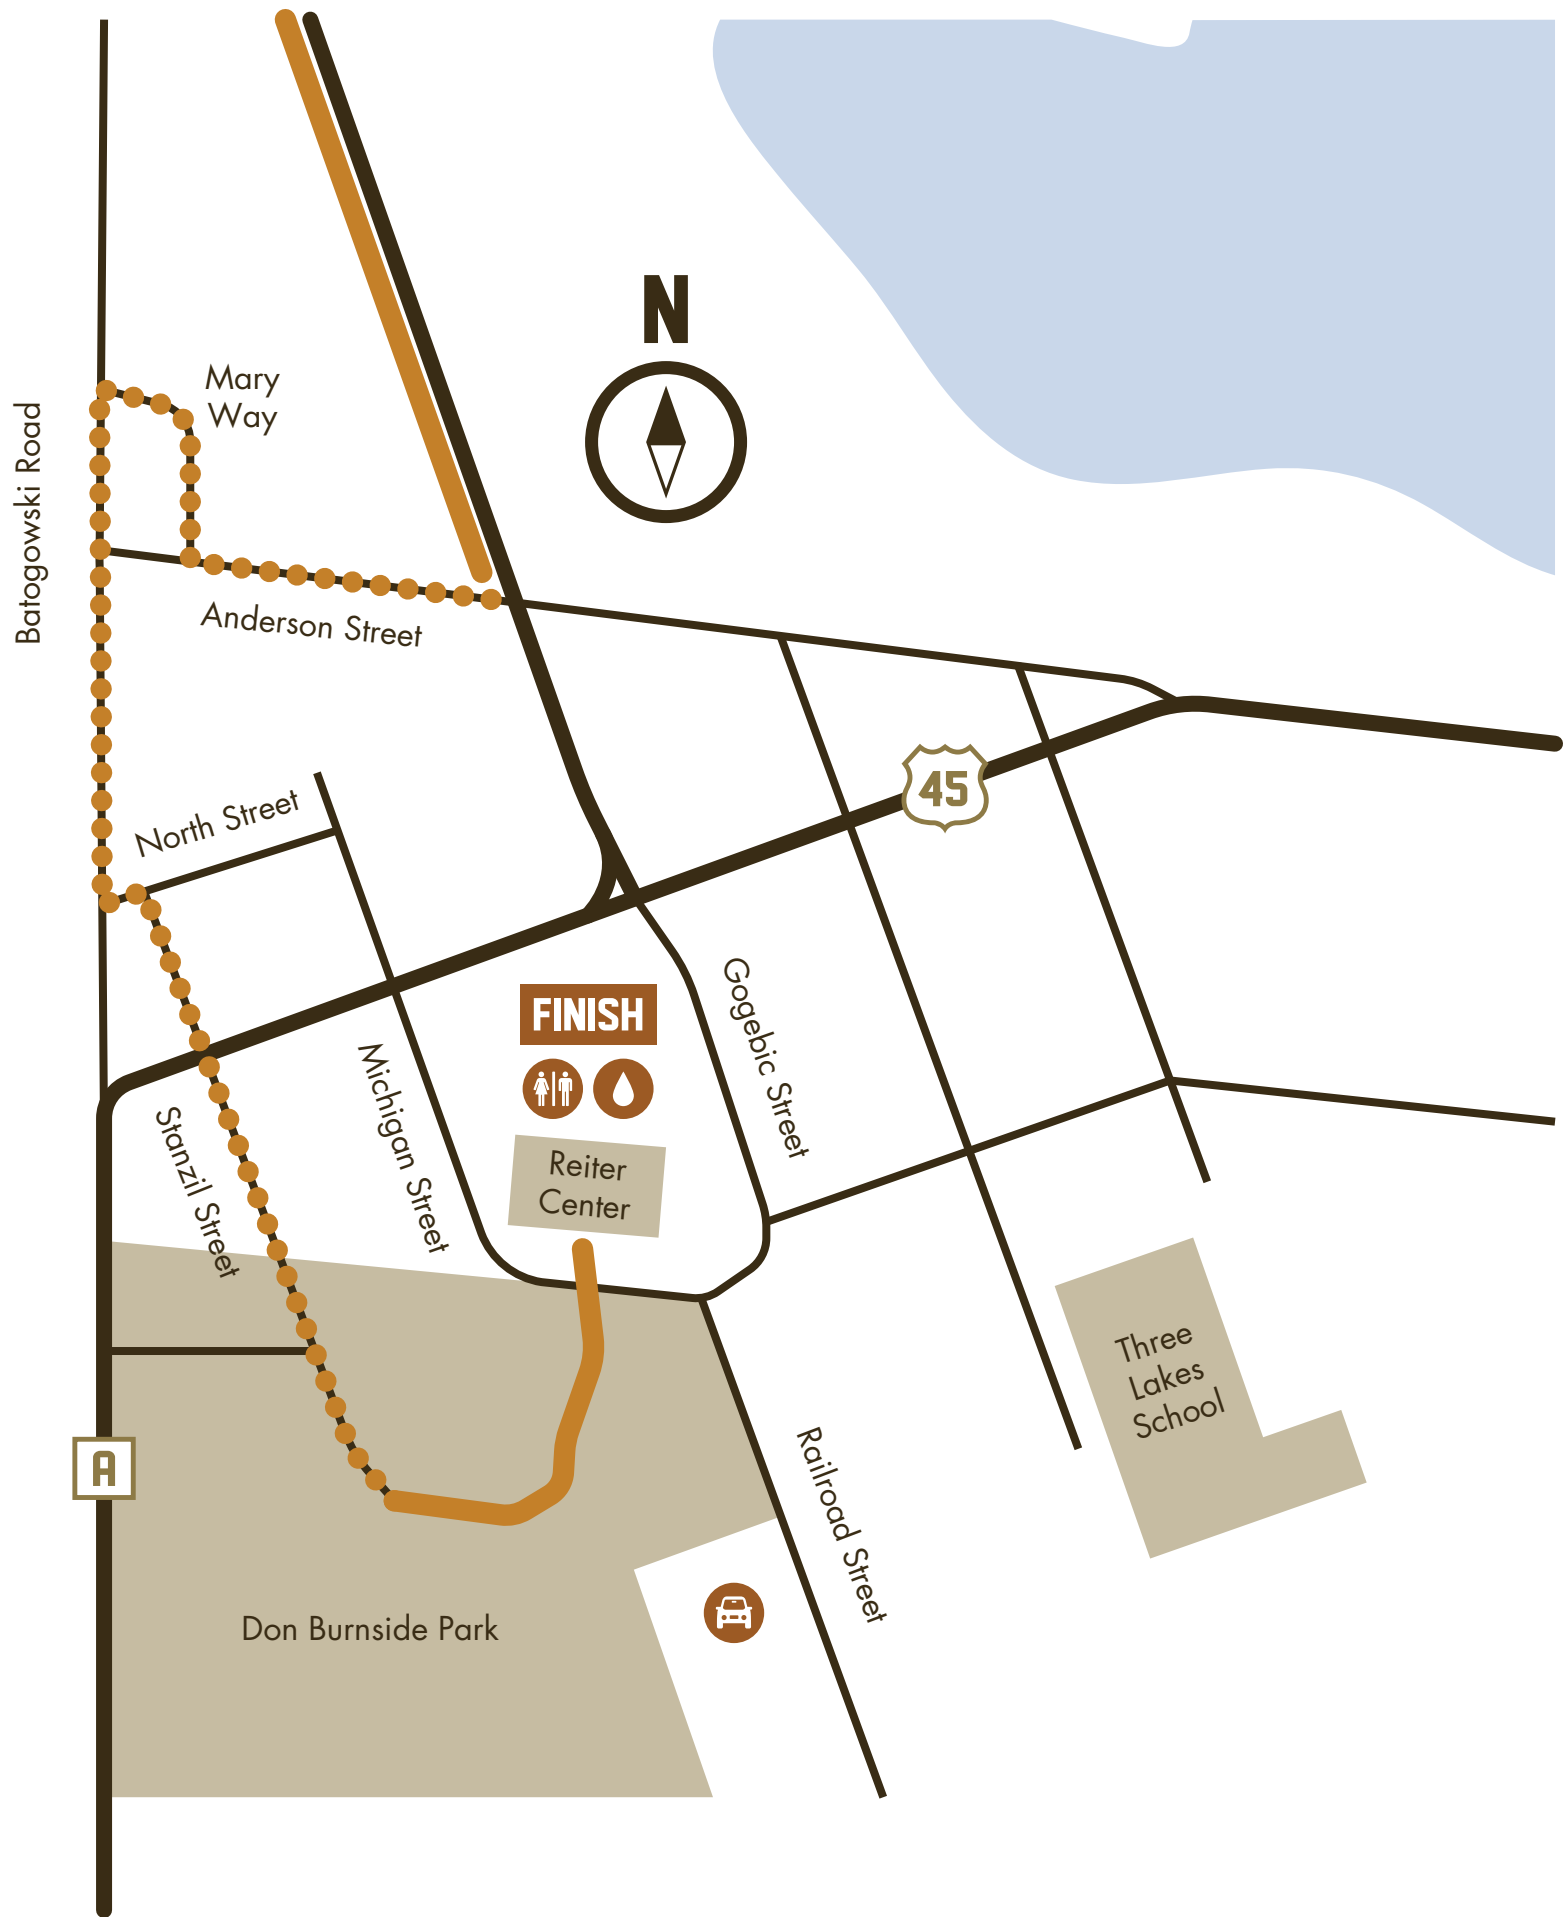 N
Mary
Way
Batogowski Road
Anderson Street
45
North Street
Gogebic Street
FINISH
Michigan Street
Stanzil Street
Reiter
Center
Three
Lakes
School
A
Railroad Street
Don Burnside Park